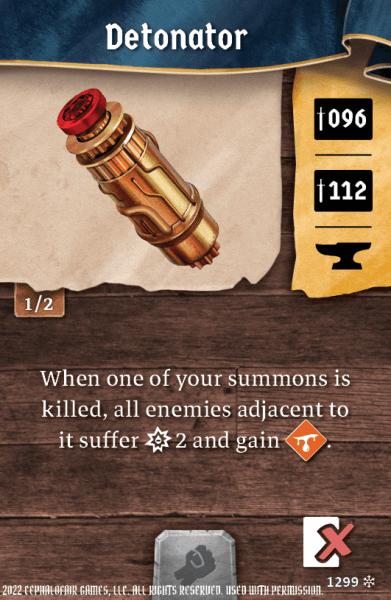 Detonator
096
112
1/2
When one of your summons is
killed, all enemies adjacent to
it suffer 2 and gain .
1299
2022 CEPHALOFAIR GAMES, LLC. ALL RIGHTS RESERVED. USED WITH PERMISSION.